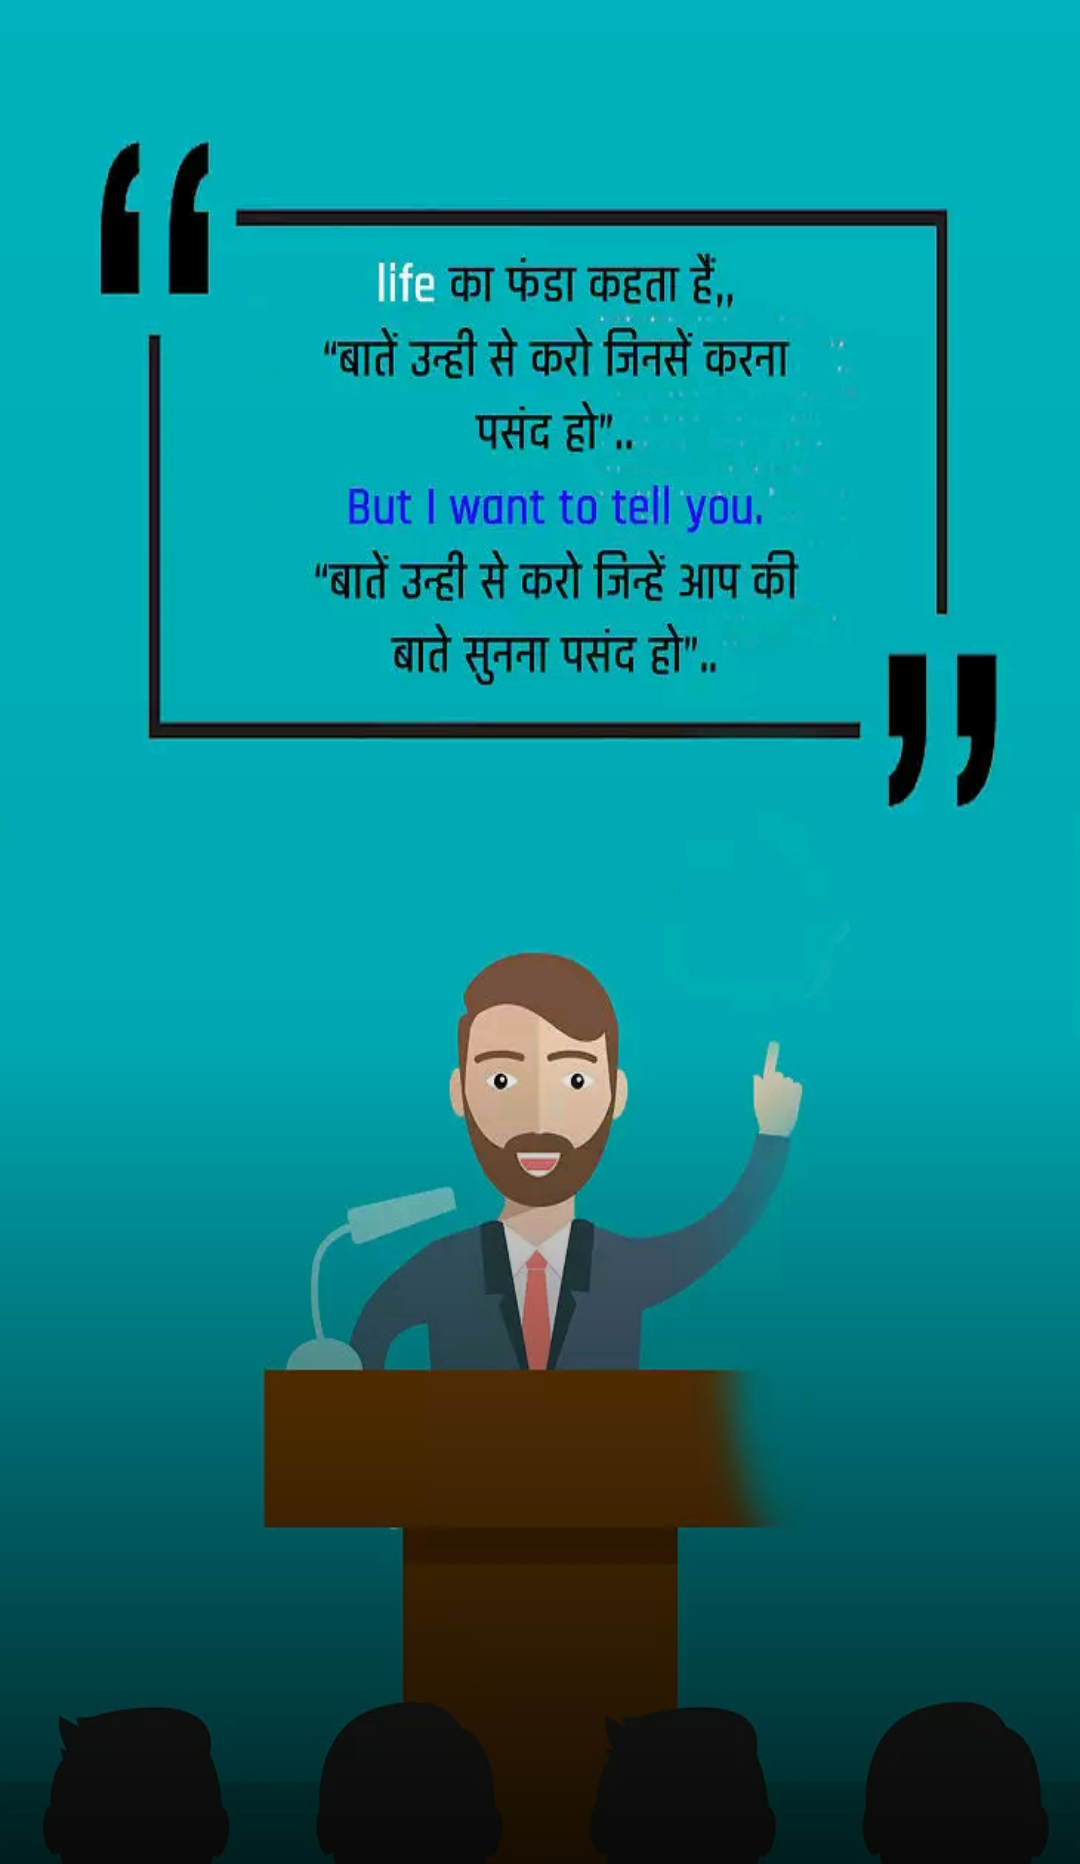 life का फंडा कहता हैं,,
“बातें उन्ही से करो जिनसें करना
पसंद हो”..
But I want to tell you.
“बातें उन्ही से करो जिन्हें आप की
बाते सुनना पसंद हो”..